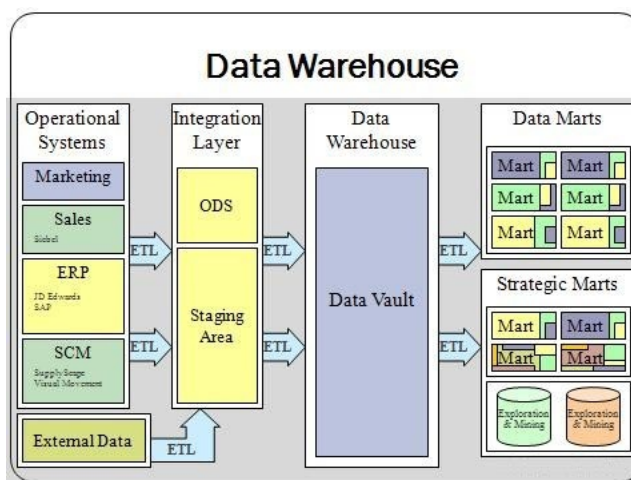 Data Warehouse
Operational
Systems
Marketing
Sales
Siebel
ERP
JD Edwards
SAP
SCM
SupplyScape
Visual Movement
External Data
ETL
ETL
ETL
Integration
Layer
ODS
Staging
Area
ETL
ETL
Data
Warehouse
Data Vault
ETL
ETL
Data Marts
Mart
Mart
Mart
Mart
Mart
Mart
Strategic Marts
Mart
Mart
Mart
Mart
Exploration
& Mining
Exploration
& Mining